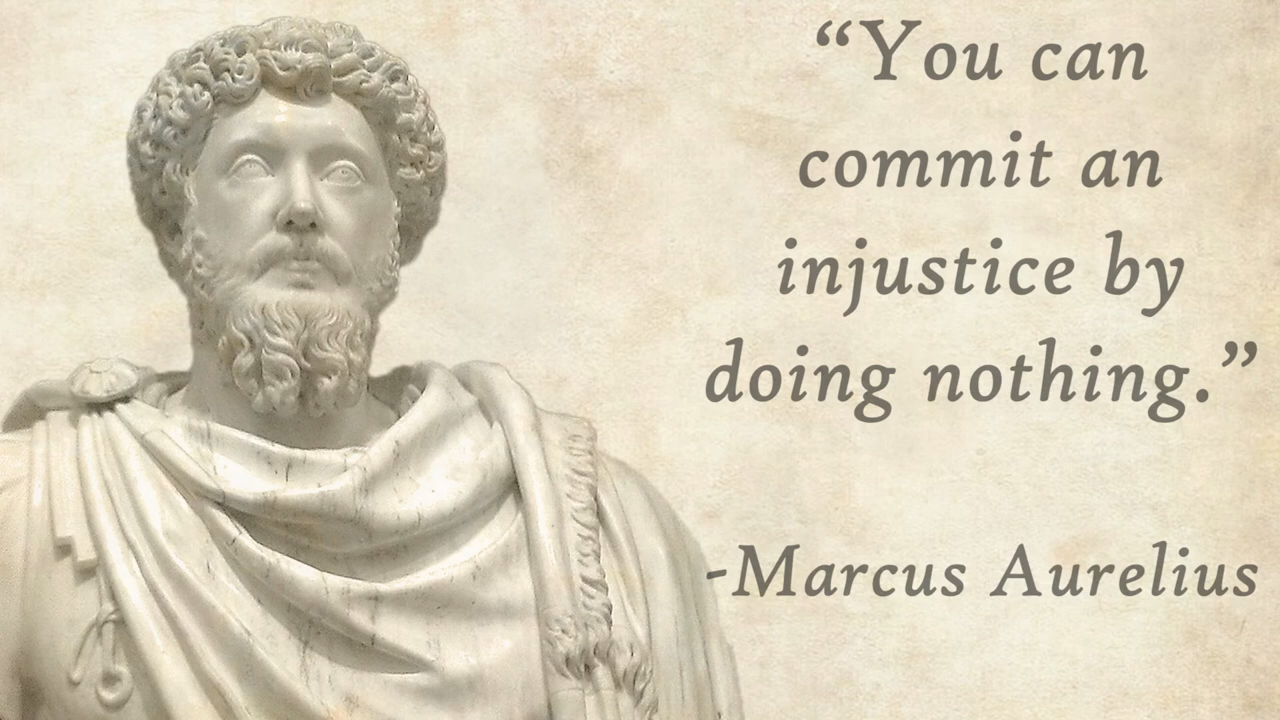 “You can
commit an
injustice by
doing nothing.”
-Marcus Aurelius